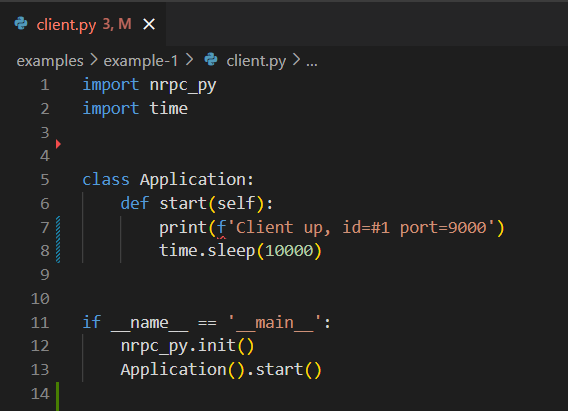 client.py 3, M ×
examples > example-1 > client.py > ...
1 import nrpc_py
2 import time
3
4
5 class Application:
6     def start(self):
7         print(f'Client up, id=#1 port=9000')
8         time.sleep(10000)
9
10
11 if __name__ == '__main__':
12     nrpc_py.init()
13     Application().start()
14